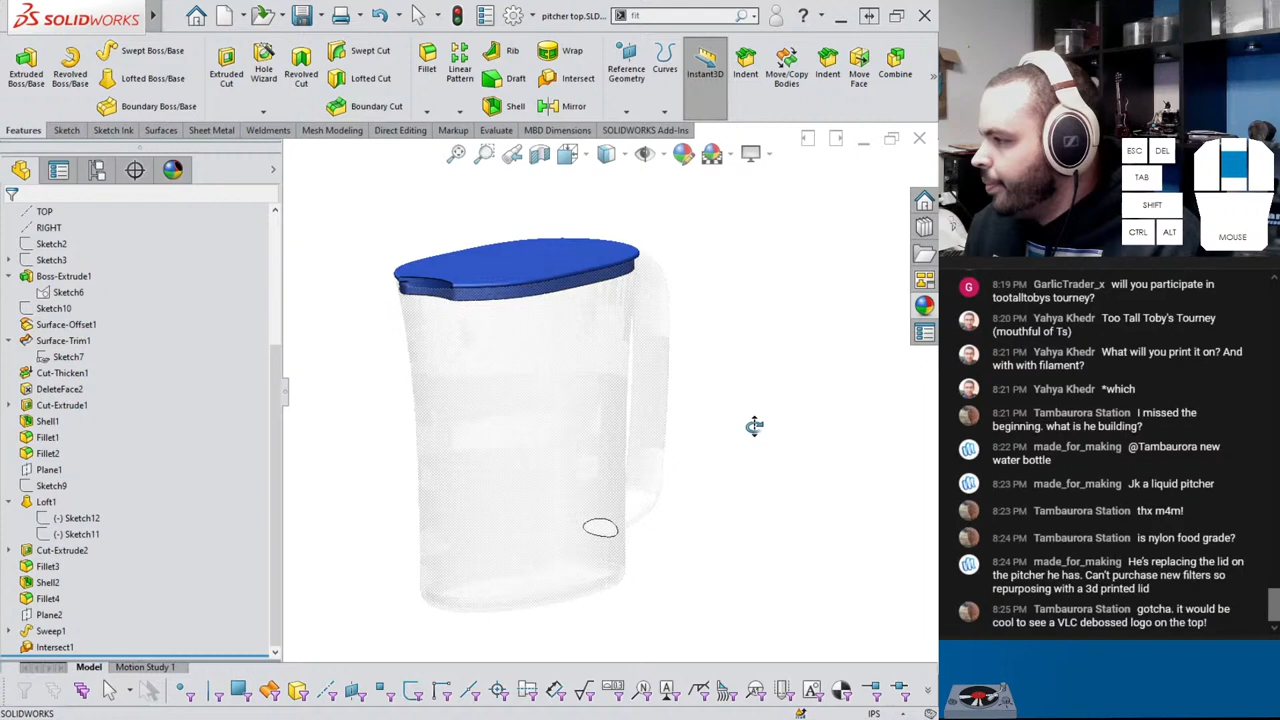 SOLIDWORKS
pitcher top.SLD...
fit
Extruded
Boss/Base
Revolved
Boss/Base
Swept Boss/Base
Lofted Boss/Base
Boundary Boss/Base
Extruded
Cut
Hole
Wizard
Revolved
Cut
Swept Cut
Lofted Cut
Boundary Cut
Fillet
Linear
Pattern
Rib
Draft
Shell
Wrap
Intersect
Mirror
Reference
Geometry
Curves
Instant3D
Indent
Move/Copy
Bodies
Indent
Move
Face
Combine
Features
Sketch
Sketch Ink
Surfaces
Sheet Metal
Weldments
Mesh Modeling
Direct Editing
Markup
Evaluate
MBD Dimensions
SOLIDWORKS Add-Ins
TOP
RIGHT
Sketch2
Sketch3
Boss-Extrude1
Sketch6
Sketch10
Surface-Offset1
Surface-Trim1
Sketch7
Cut-Thicken1
DeleteFace2
Cut-Extrude1
Shell1
Fillet1
Fillet2
Plane1
Sketch9
Loft1
(-) Sketch12
(-) Sketch11
Cut-Extrude2
Fillet3
Shell2
Fillet4
Plane2
Sweep1
Intersect1
Model
Motion Study 1
SOLIDWORKS
IPS
ESC
DEL
TAB
SHIFT
CTRL
ALT
MOUSE
G
8:19 PM GarlicTrader_x will you participate in
tootalltobys tourney?
8:20 PM Yahya Khedr Too Tall Toby's Tourney
(mouthful of Ts)
8:21 PM Yahya Khedr What will you print it on? And
with with filament?
8:21 PM Yahya Khedr *which
8:21 PM Tambaurora Station I missed the
beginning. what is he building?
8:22 PM made_for_making @Tambaurora new
water bottle
8:23 PM made_for_making Jk a liquid pitcher
8:23 PM Tambaurora Station thx m4m!
8:24 PM Tambaurora Station is nylon food grade?
8:24 PM made_for_making He's replacing the lid on
the pitcher he has. Can't purchase new filters so
repurposing with a 3d printed lid
8:25 PM Tambaurora Station gotcha. it would be
cool to see a VLC debossed logo on the top!